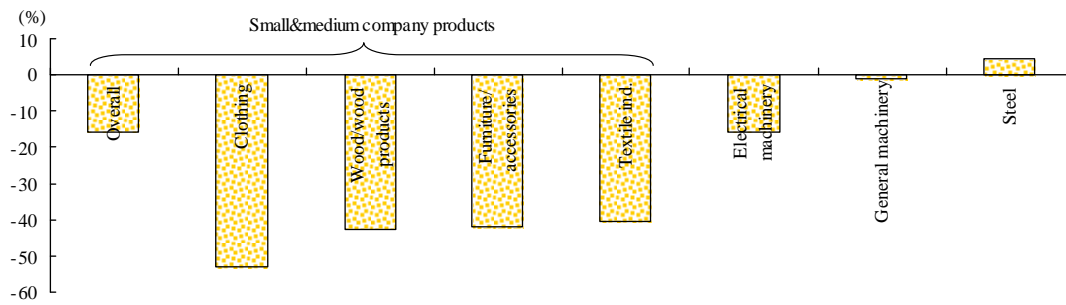 (%)
Small&medium company products
10
0
-10
-20
-30
-40
-50
-60
Overall
Clothing
Wood/wood
products
Furniture/
accessories
Textile ind.
Electrical
machinery
General machinery
Steel